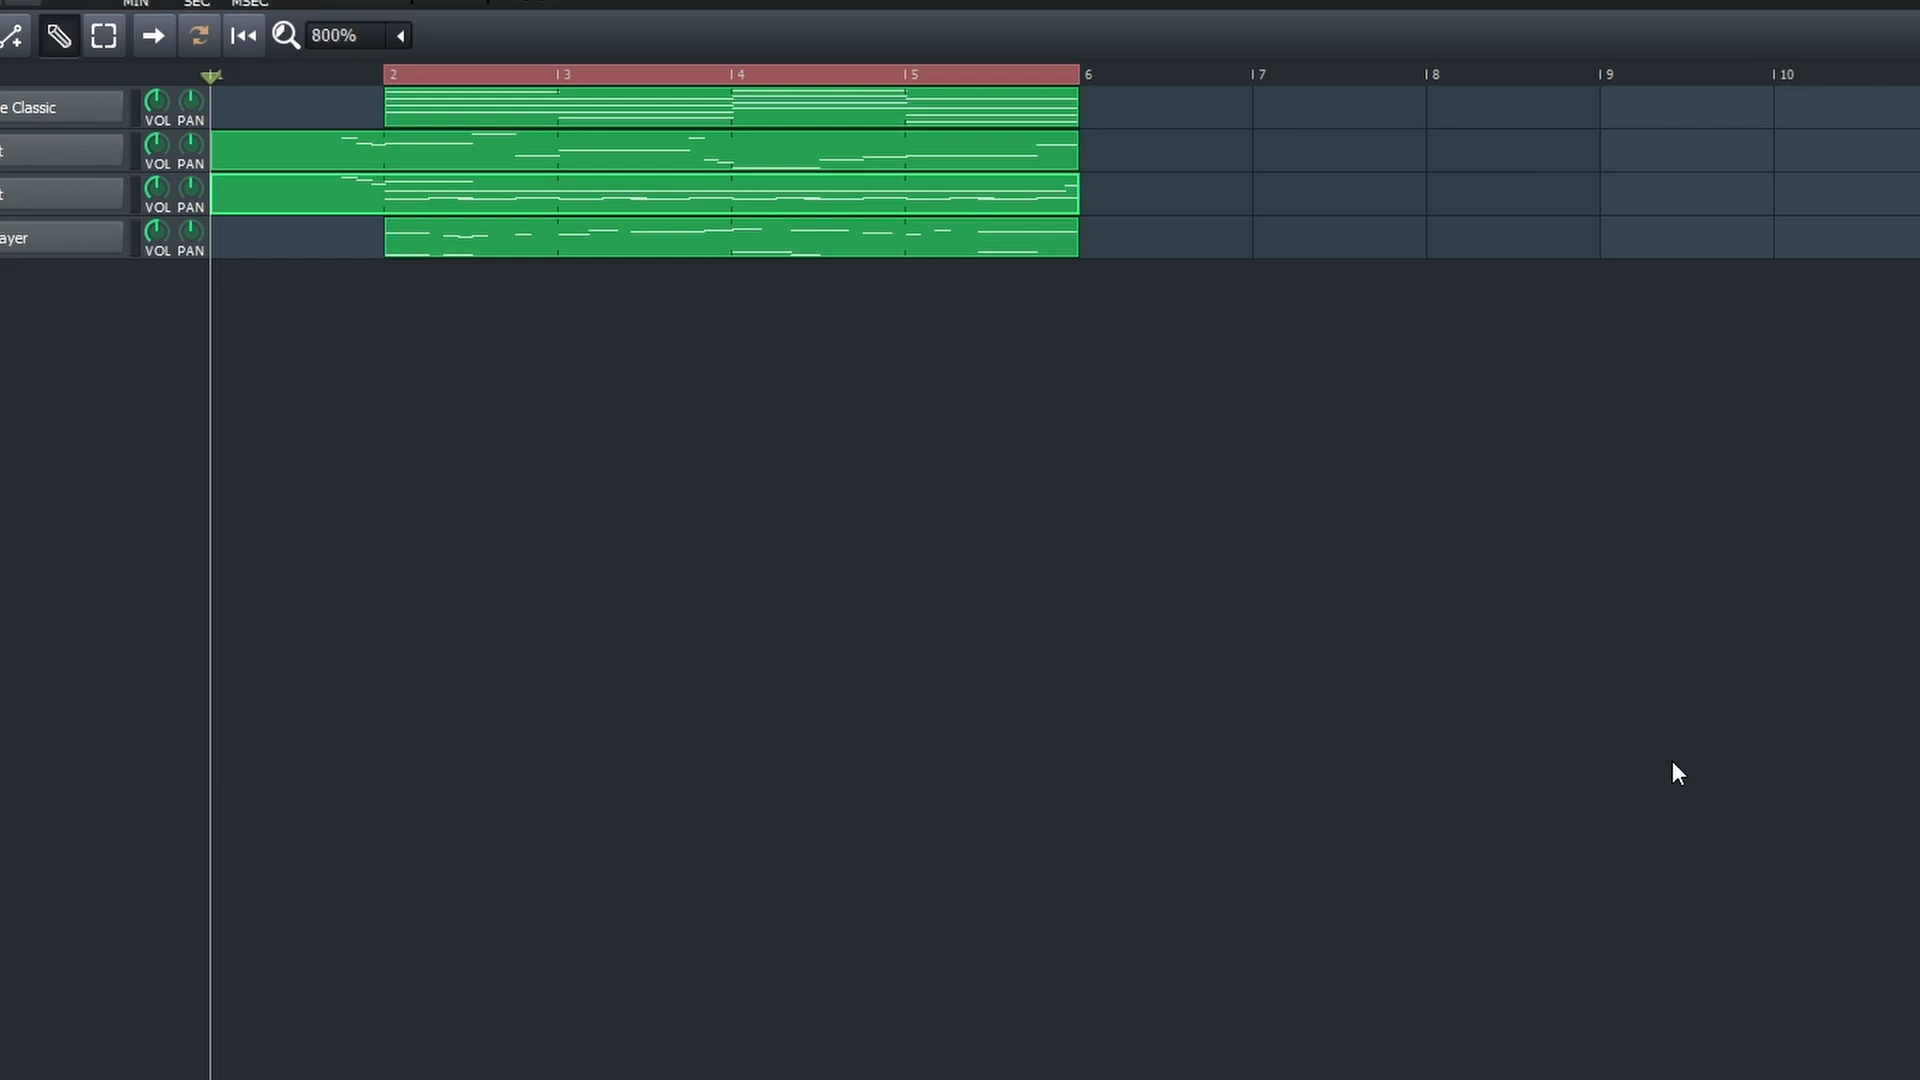 MIN SEC MSEC
800%
1 2 3 4 5 6 7 8 9 10
e Classic VOL PAN
t VOL PAN
t VOL PAN
ayer VOL PAN